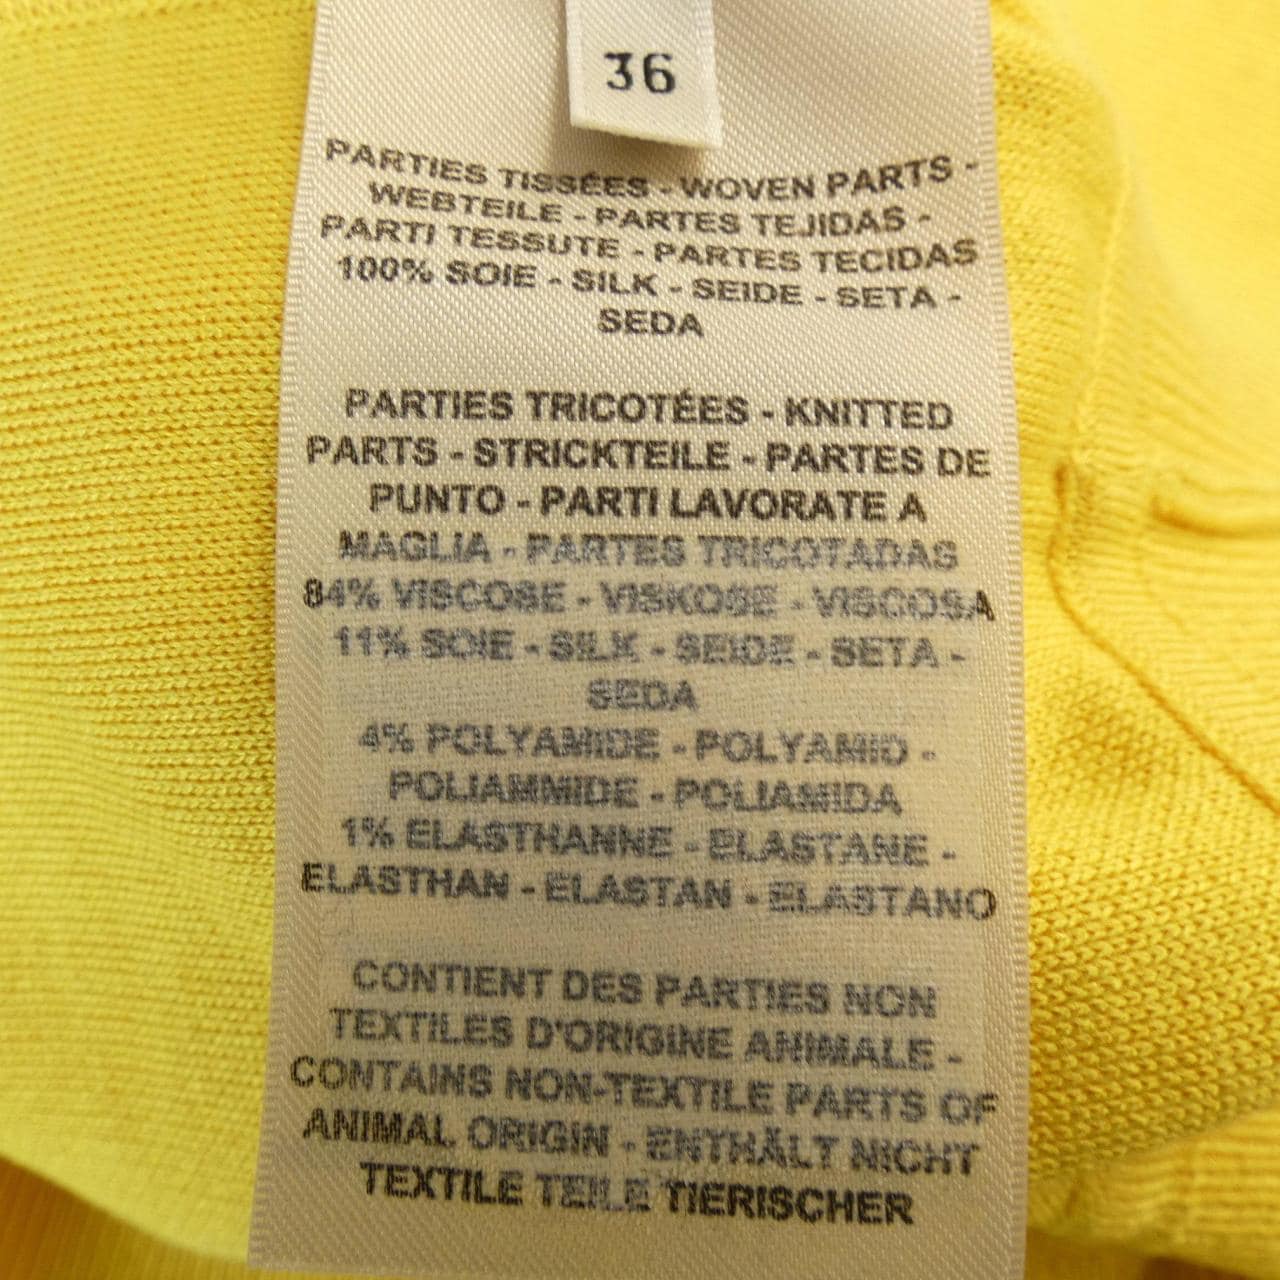 36
PARTIES TISSÉES - WOVEN PARTS -
WEBTEILE - PARTES TEJIDAS -
PARTI TESSUTE - PARTES TECIDAS
100% SOIE - SILK - SEIDE - SETA -
SEDA
PARTIES TRICOTÉES - KNITTED
PARTS - STRICKTEILE - PARTES DE
PUNTO - PARTI LAVORATE A
MAGLIA - PARTES TRICOTADAS
84% VISCOSE - VISKOSE - VISCOSA
11% SOIE - SILK - SEIDE - SETA -
SEDA
4% POLYAMIDE - POLYAMID -
POLIAMMIDE - POLIAMIDA
1% ELASTHANNE - ELASTANE -
ELASTHAN - ELASTAN - ELASTANO
CONTIENT DES PARTIES NON
TEXTILES D'ORIGINE ANIMALE -
CONTAINS NON-TEXTILE PARTS OF
ANIMAL ORIGIN - ENTHÄLT NICHT
TEXTILE TEILE TIERISCHER